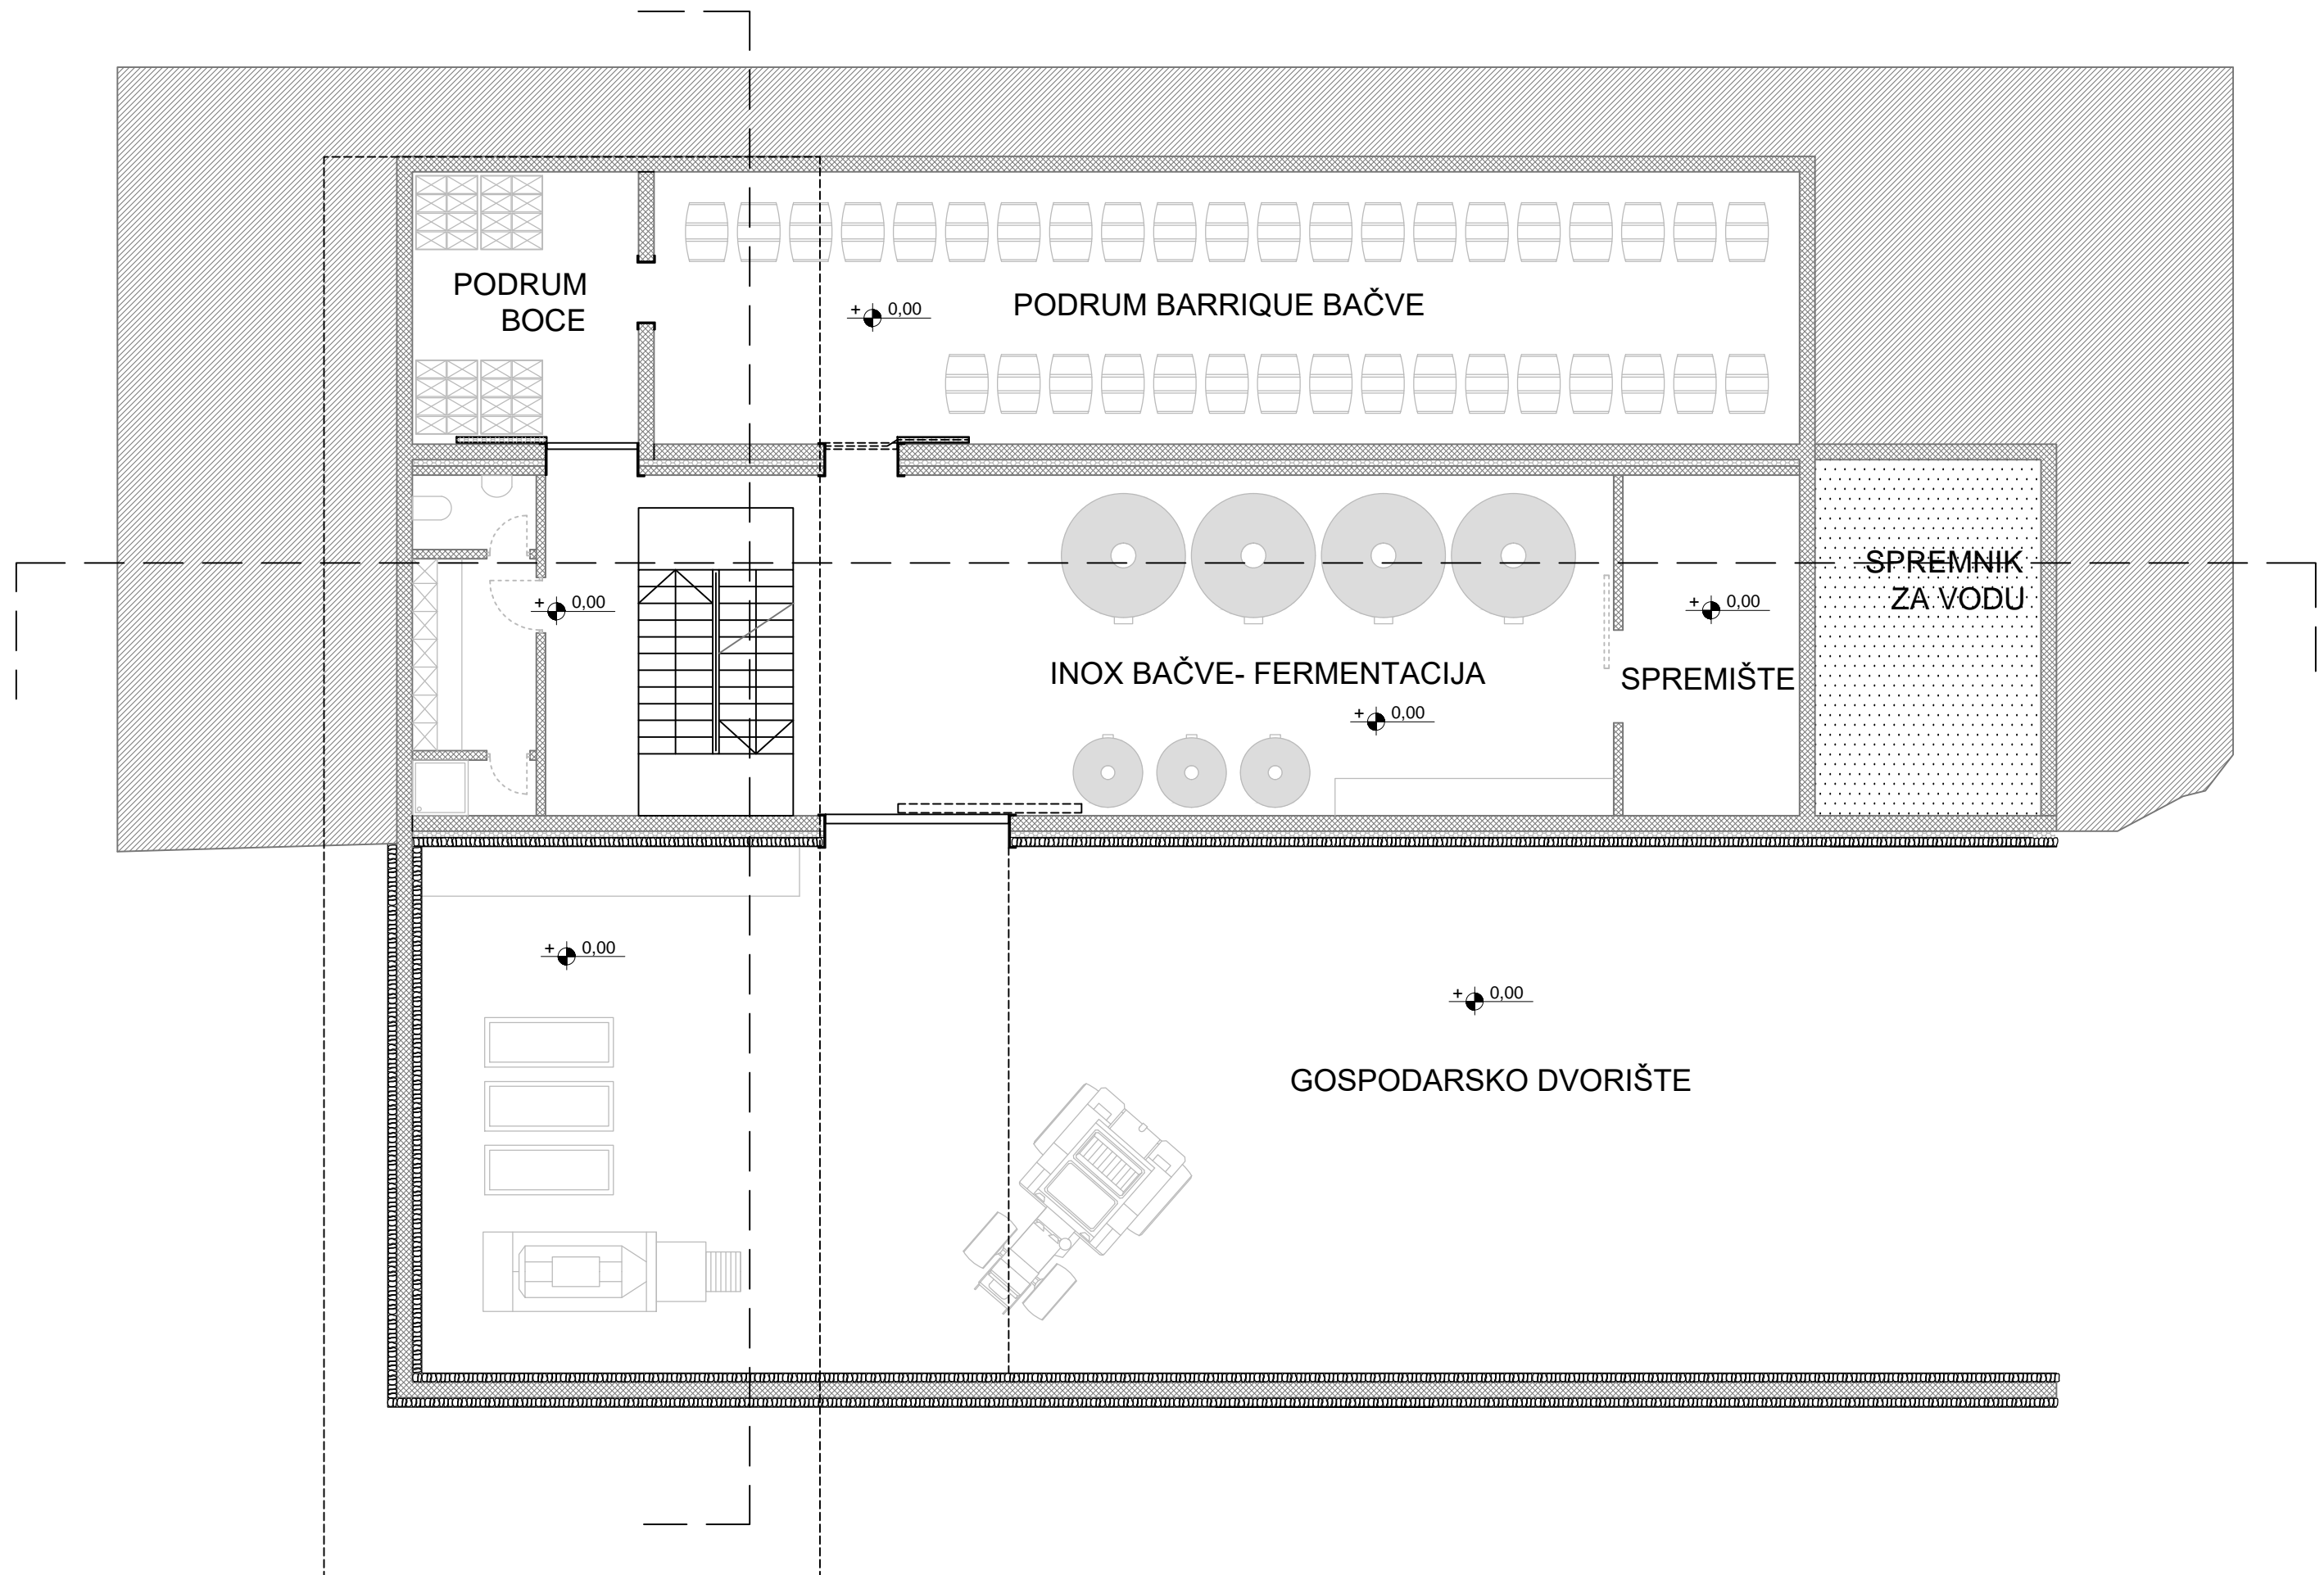 PODRUM
BOCE
+ 0,00
PODRUM BARRIQUE BAČVE
+ 0,00
+ 0,00
SPREMNIK
ZA VODU
INOX BAČVE- FERMENTACIJA
SPREMIŠTE
+ 0,00
+ 0,00
+ 0,00
GOSPODARSKO DVORIŠTE